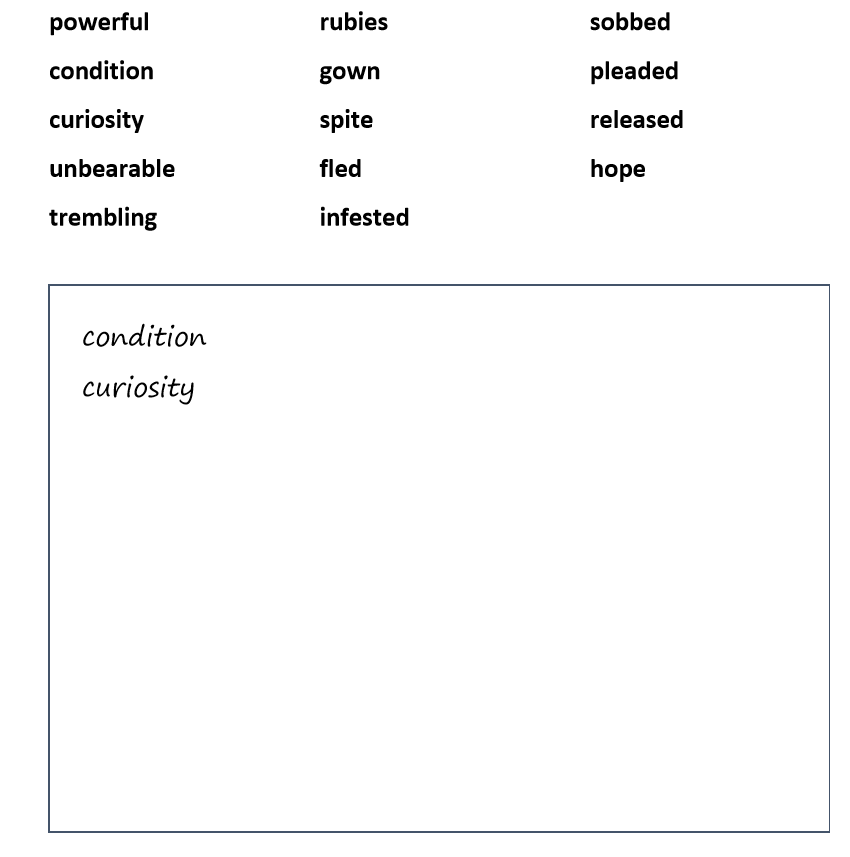 powerful rubies sobbed
condition gown pleaded
curiosity spite released
unbearable fled hope
trembling infested
condition
curiosity